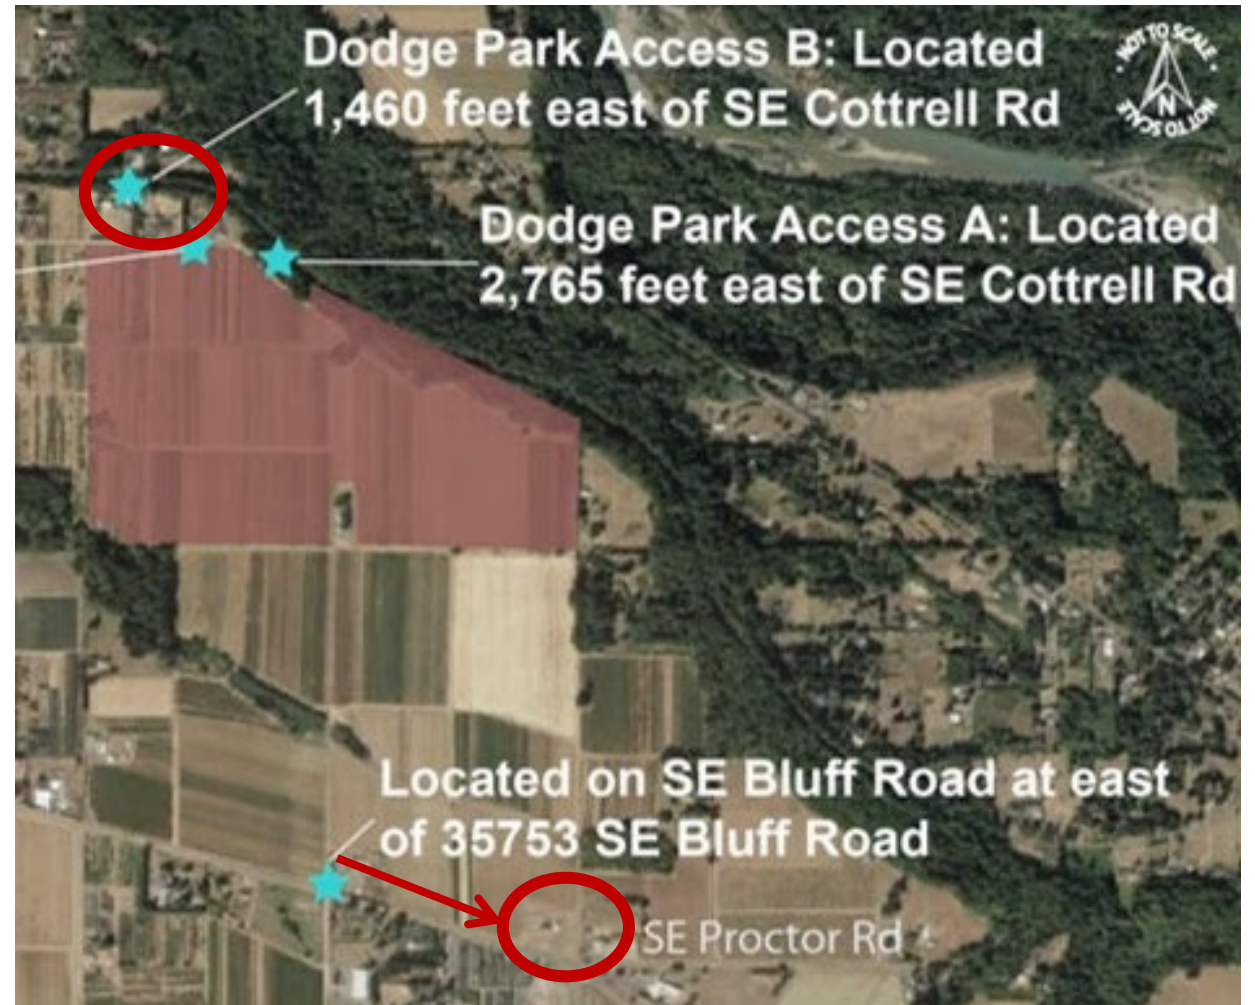 Dodge Park Access B: Located
1,460 feet east of SE Cottrell Rd
NOT TO SCALE
N
NOT TO SCALE
Dodge Park Access A: Located
2,765 feet east of SE Cottrell Rd
Located on SE Bluff Road at east
of 35753 SE Bluff Road
SE Proctor Rd